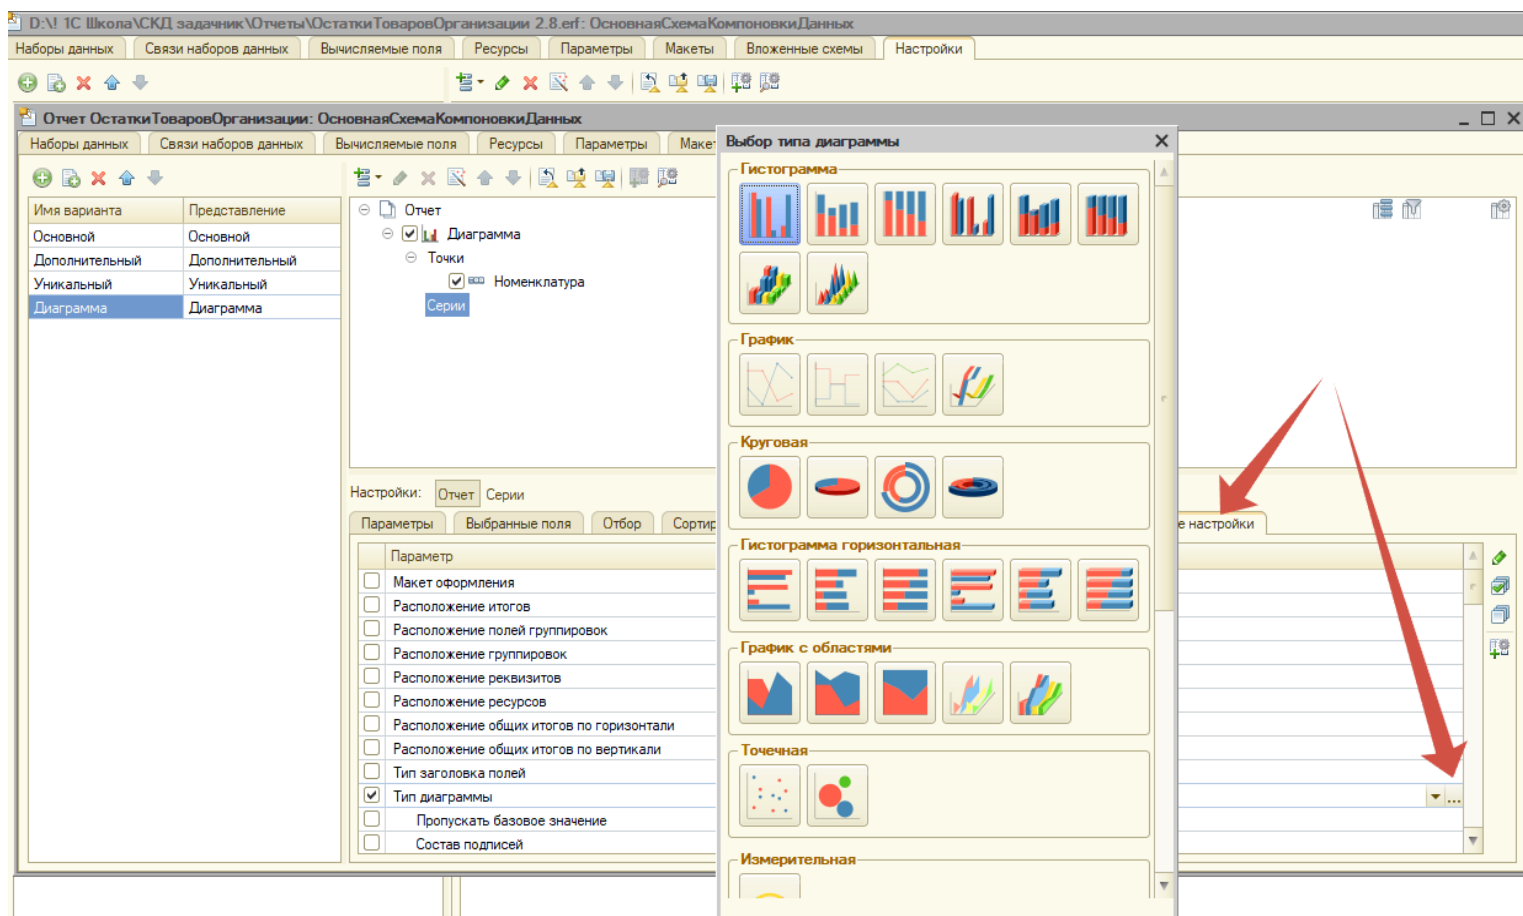 D:\! 1С Школа\СКД задачник\Отчеты\ОстаткиТоваровОрганизации 2.8.erf: ОсновнаяСхемаКомпоновкиДанных
Наборы данных Связи наборов данных Вычисляемые поля Ресурсы Параметры Макеты Вложенные схемы Настройки
Отчет ОстаткиТоваровОрганизации: ОсновнаяСхемаКомпоновкиДанных
Наборы данных Связи наборов данных Вычисляемые поля Ресурсы Параметры Маке
Имя варианта Представление
Основной Основной
Дополнительный Дополнительный
Уникальный Уникальный
Диаграмма Диаграмма
Отчет
Диаграмма
Точки
Номенклатура
Серии
Настройки: Отчет Серии
Параметры Выбранные поля Отбор Сортир
е настройки
Параметр
Макет оформления
Расположение итогов
Расположение полей группировок
Расположение группировок
Расположение реквизитов
Расположение ресурсов
Расположение общих итогов по горизонтали
Расположение общих итогов по вертикали
Тип заголовка полей
Тип диаграммы
...
Пропускать базовое значение
Состав подписей
Выбор типа диаграммы
Гистограмма
График
Круговая
Гистограмма горизонтальная
График с областями
Точечная
Измерительная